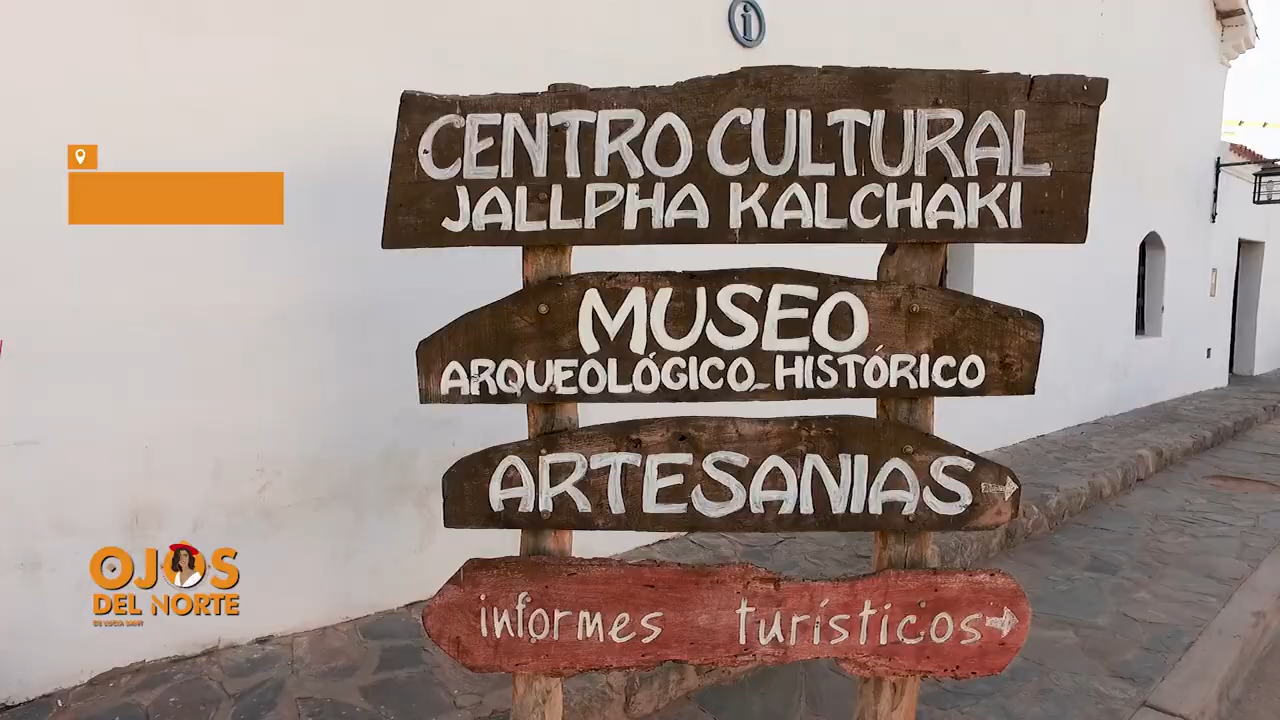 i
CENTRO CULTURAL
JALLPHA KALCHAKI
MUSEO
ARQUEOLÓGICO_HISTÓRICO
ARTESANIAS
informes turísticos
OJOS
DEL NORTE